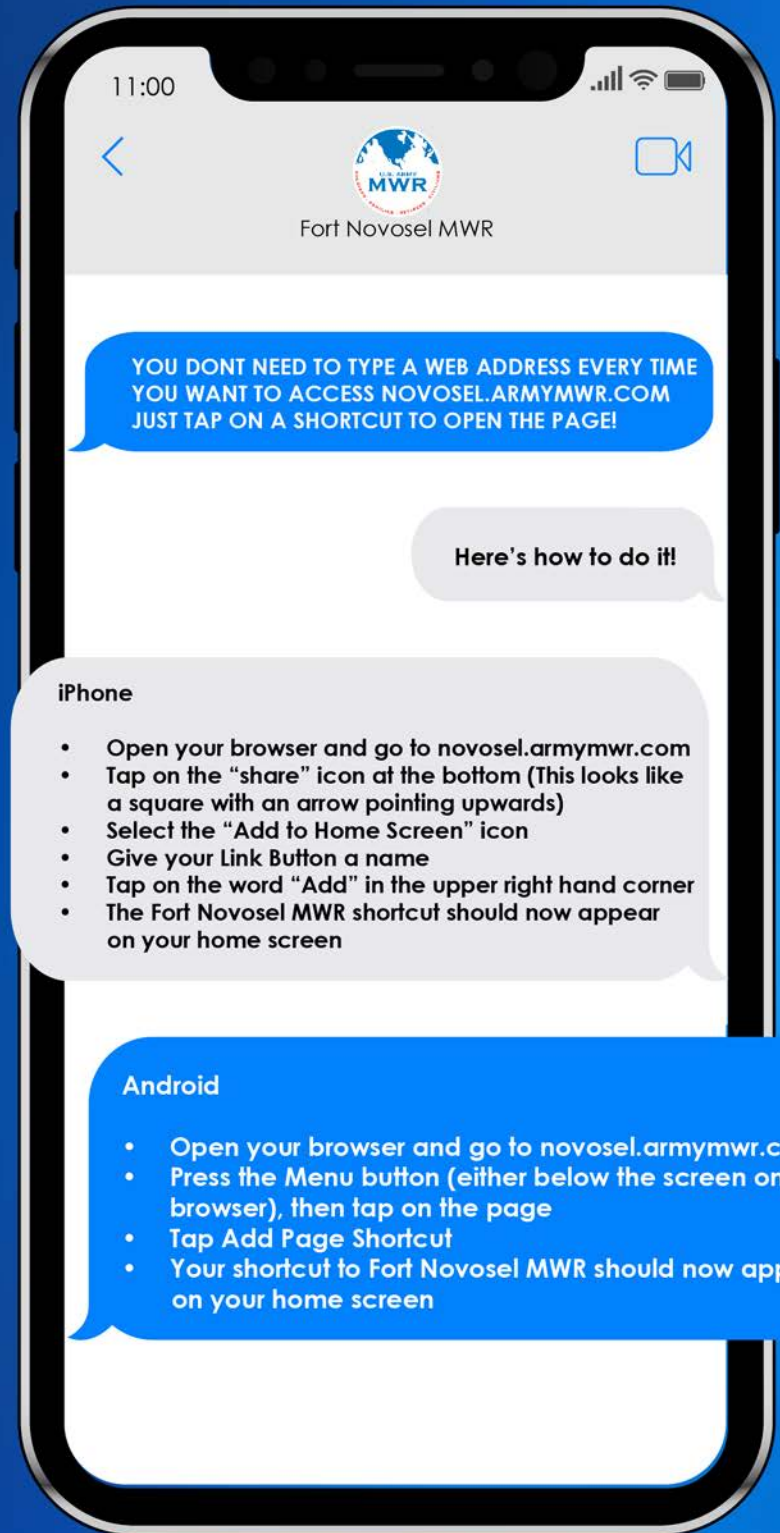 11:00
U.S. ARMY
MWR
Fort Novosel MWR
YOU DONT NEED TO TYPE A WEB ADDRESS EVERY TIME
YOU WANT TO ACCESS NOVOSEL.ARMYMWR.COM
JUST TAP ON A SHORTCUT TO OPEN THE PAGE!
Here’s how to do it!
iPhone
• Open your browser and go to novosel.armymwr.com
• Tap on the “share” icon at the bottom (This looks like
a square with an arrow pointing upwards)
• Select the “Add to Home Screen” icon
• Give your Link Button a name
• Tap on the word “Add” in the upper right hand corner
• The Fort Novosel MWR shortcut should now appear
on your home screen
Android
• Open your browser and go to novosel.armymwr.c
• Press the Menu button (either below the screen or
browser), then tap on the page
• Tap Add Page Shortcut
• Your shortcut to Fort Novosel MWR should now app
on your home screen